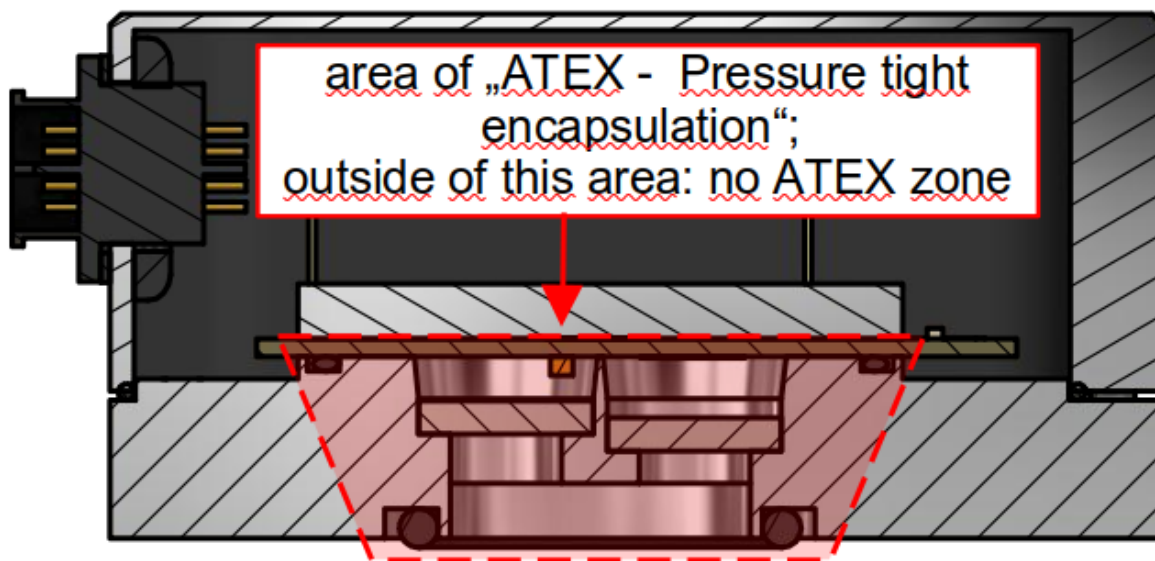 area of „ATEX -  Pressure tight
encapsulation“;
outside of this area: no ATEX zone